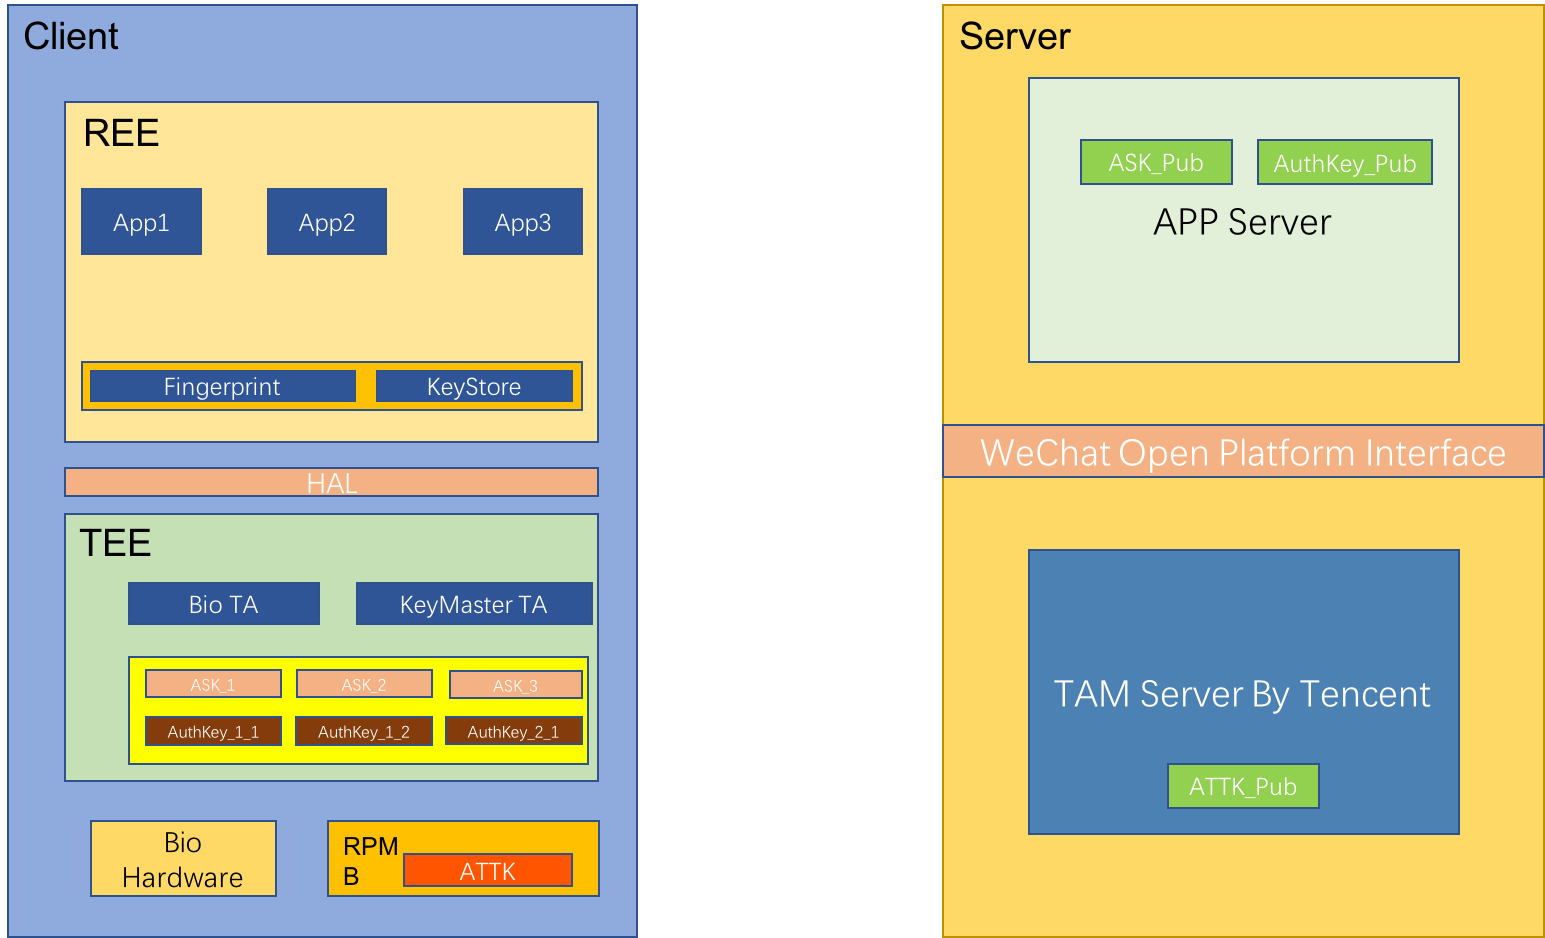 Client
REE
App1
App2
App3
Fingerprint
KeyStore
HAL
TEE
Bio TA
KeyMaster TA
ASK_1
ASK_2
ASK_3
AuthKey_1_1
AuthKey_1_2
AuthKey_2_1
Bio
Hardware
RPM
B
ATTK
Server
ASK_Pub
AuthKey_Pub
APP Server
WeChat Open Platform Interface
TAM Server By Tencent
ATTK_Pub